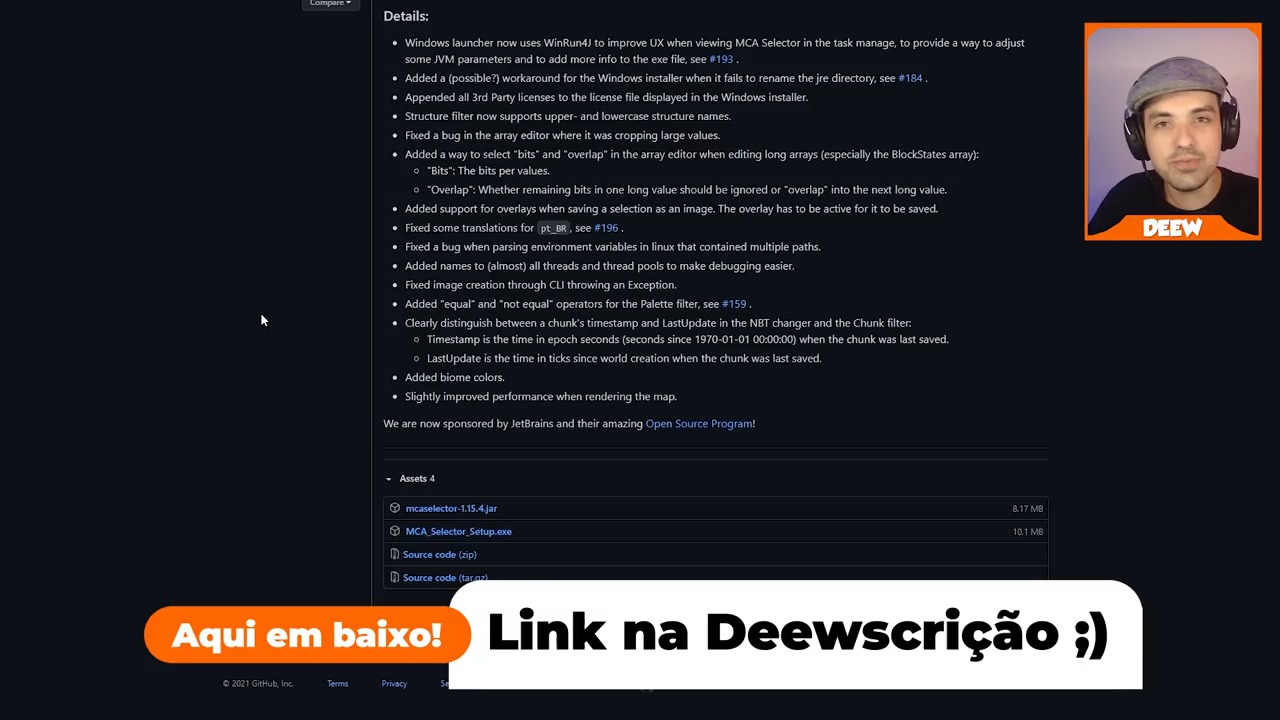 Compare
Details:
Windows launcher now uses WinRun4J to improve UX when viewing MCA Selector in the task manage, to provide a way to adjust
some JVM parameters and to add more info to the exe file, see #193 .
Added a (possible?) workaround for the Windows installer when it fails to rename the jre directory, see #184 .
Appended all 3rd Party licenses to the license file displayed in the Windows installer.
Structure filter now supports upper- and lowercase structure names.
Fixed a bug in the array editor where it was cropping large values.
Added a way to select "bits" and "overlap" in the array editor when editing long arrays (especially the BlockStates array):
"Bits": The bits per values.
"Overlap": Whether remaining bits in one long value should be ignored or "overlap" into the next long value.
Added support for overlays when saving a selection as an image. The overlay has to be active for it to be saved.
Fixed some translations for pt_BR, see #196 .
Fixed a bug when parsing environment variables in linux that contained multiple paths.
Added names to (almost) all threads and thread pools to make debugging easier.
Fixed image creation through CLI throwing an Exception.
Added "equal" and "not equal" operators for the Palette filter, see #159 .
Clearly distinguish between a chunk's timestamp and LastUpdate in the NBT changer and the Chunk filter:
Timestamp is the time in epoch seconds (seconds since 1970-01-01 00:00:00) when the chunk was last saved.
LastUpdate is the time in ticks since world creation when the chunk was last saved.
Added biome colors.
Slightly improved performance when rendering the map.
We are now sponsored by JetBrains and their amazing Open Source Program!
Assets 4
mcaselector-1.15.4.jar 8.17 MB
MCA_Selector_Setup.exe 10.1 MB
Source code (zip)
Source code (tar.gz)
DEEW
Aqui em baixo!
Link na Deewscrição ;)
© 2021 GitHub, Inc. Terms Privacy